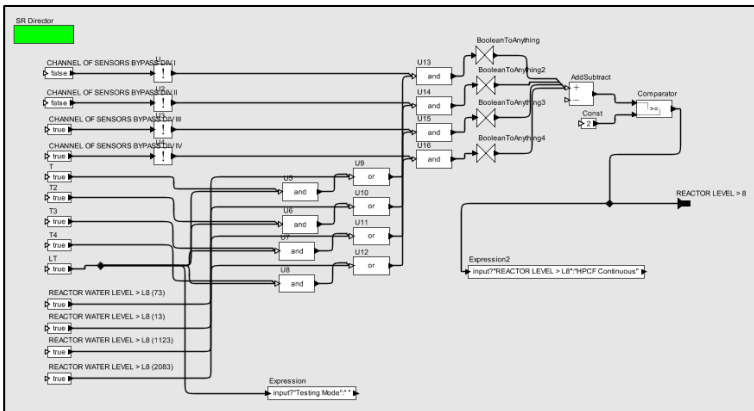 SR Director
CHANNEL OF SENSORS BYPASS DIV I
false
!
CHANNEL OF SENSORS BYPASS DIV II
false
U2
!
CHANNEL OF SENSORS BYPASS DIV III
true
U3
!
CHANNEL OF SENSORS BYPASS DIV IV
true
!
T
true
T2
true
T3
true
T4
true
LT
true
U5
and
U6
and
U7
and
U8
and
U9
or
U10
or
U11
or
U12
or
U13
and
U14
and
U15
and
U16
and
BooleanToAnything
BooleanToAnything2
BooleanToAnything3
BooleanToAnything4
AddSubtract
+
−
Const
2
Comparator
REACTOR LEVEL > 8
Expression2
input?"REACTOR LEVEL > L8":"HPCF Continuous"
REACTOR WATER LEVEL > L8 (73)
true
REACTOR WATER LEVEL > L8 (13)
true
REACTOR WATER LEVEL > L8 (1123)
true
REACTOR WATER LEVEL > L8 (2083)
true
Expression
input?"Testing Mode":" "